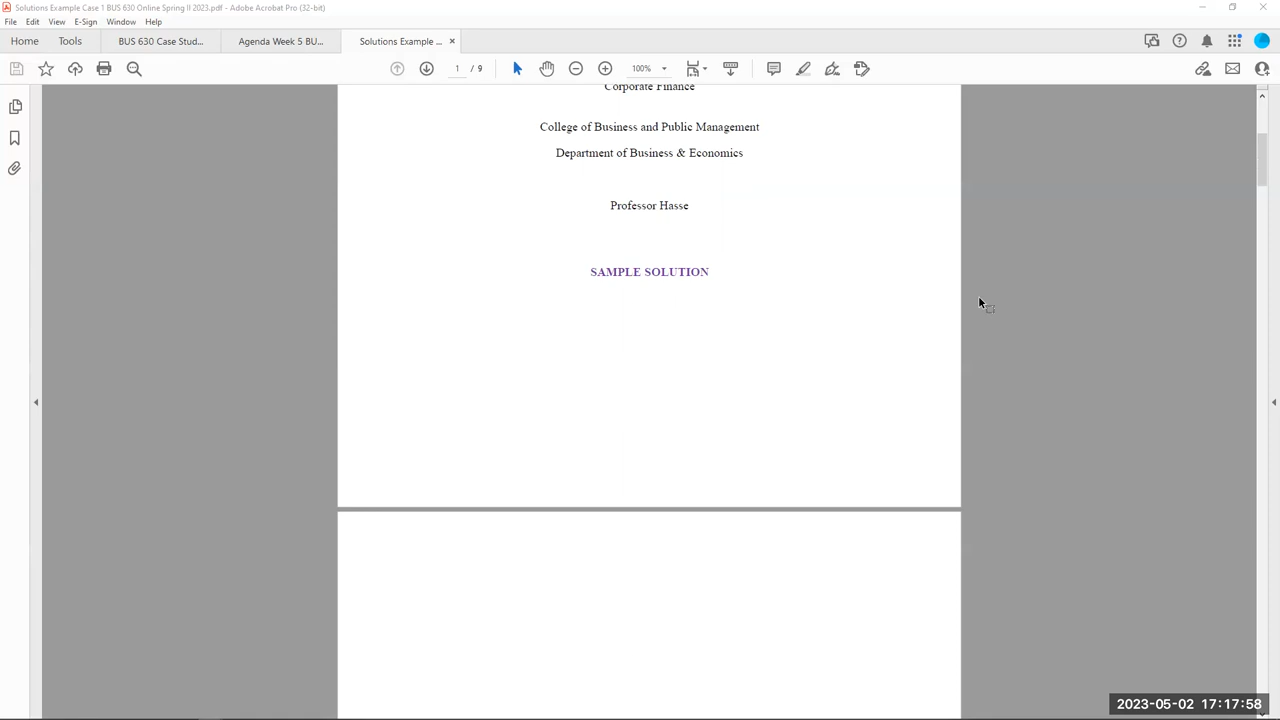 Solutions Example Case 1 BUS 630 Online Spring II 2023.pdf - Adobe Acrobat Pro (32-bit)
File Edit View E-Sign Window Help
Home Tools BUS 630 Case Stud... Agenda Week 5 BU... Solutions Example ... ×
1 / 9 100%
Corporate Finance
College of Business and Public Management
Department of Business & Economics
Professor Hasse
SAMPLE SOLUTION
2023-05-02 17:17:58